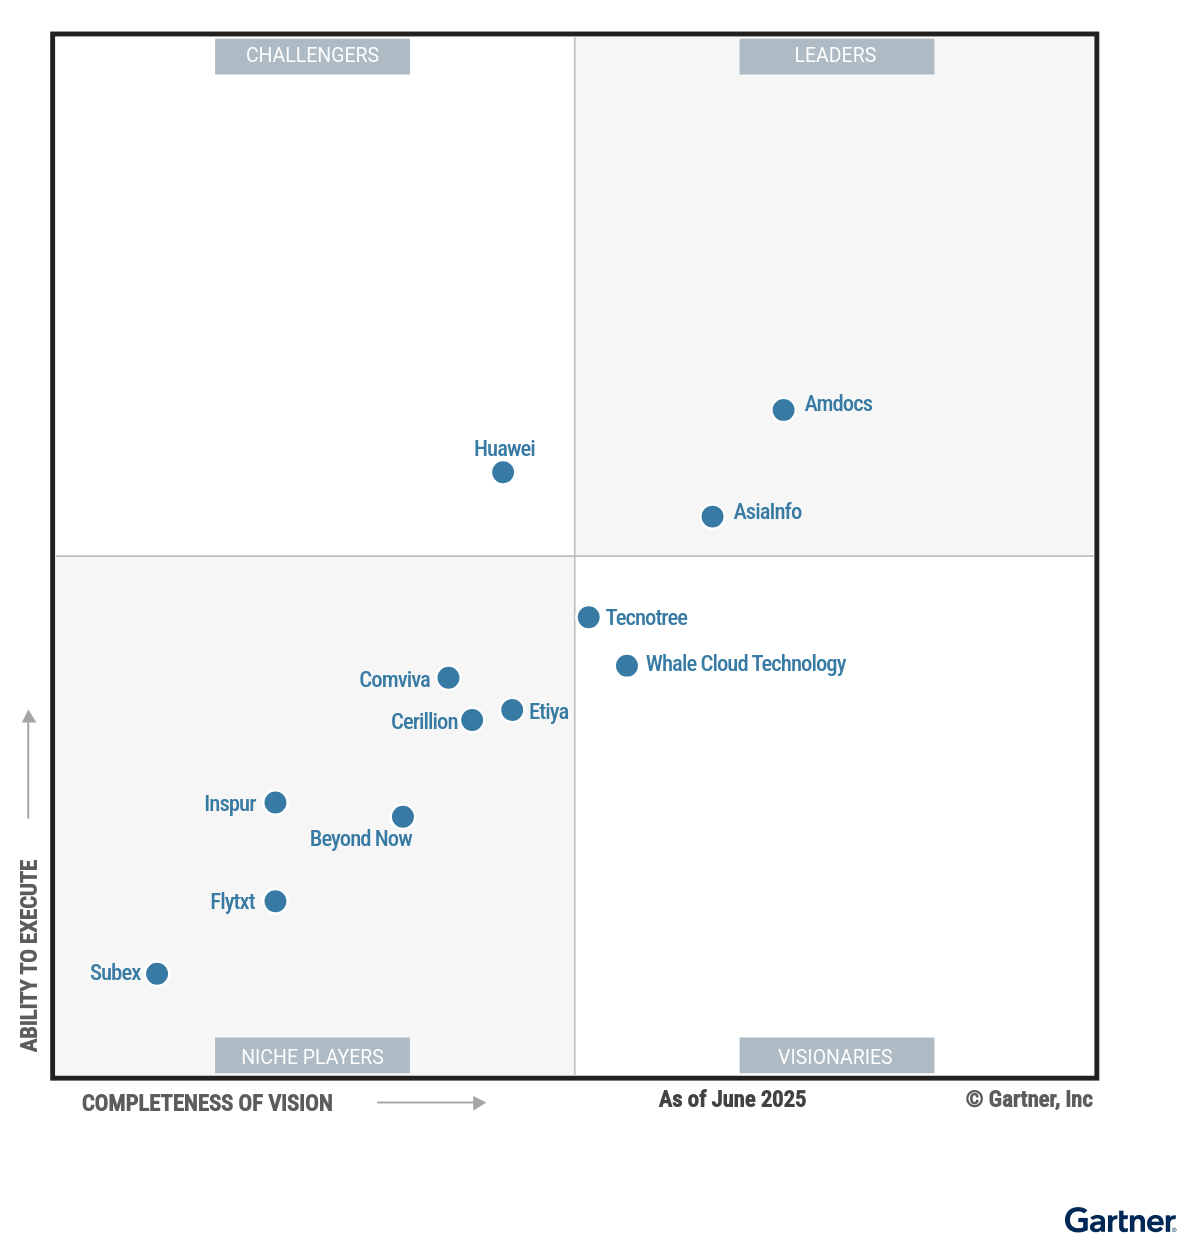 CHALLENGERS
LEADERS
Amdocs
Huawei
AsiaInfo
Tecnotree
Whale Cloud Technology
Comviva
Etiya
Cerillion
Inspur
Beyond Now
Flytxt
Subex
ABILITY TO EXECUTE
NICHE PLAYERS
VISIONARIES
COMPLETENESS OF VISION
As of June 2025
© Gartner, Inc
Gartner